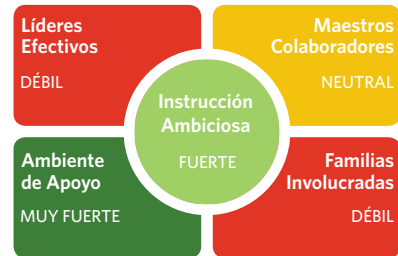 Líderes
Efectivos
DÉBIL
Maestros
Colaboradores
NEUTRAL
Instrucción
Ambiciosa
FUERTE
Ambiente
de Apoyo
MUY FUERTE
Familias
Involucradas
DÉBIL